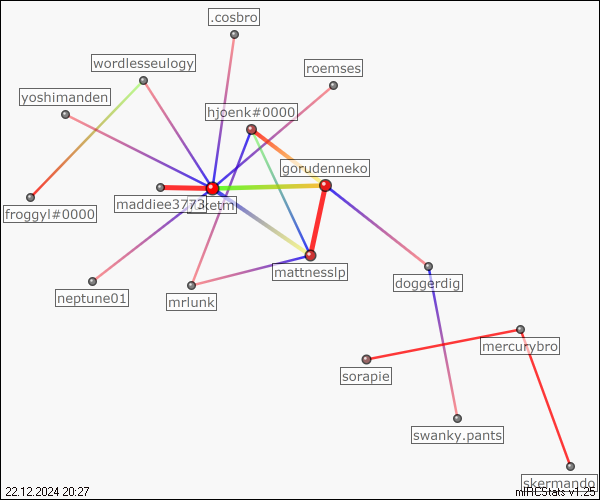 .cosbro
wordlesseulogy
roemses
yoshimanden
hjoenk#0000
gorudenneko
maddiee3773
froggyl#0000
mattnesslp
doggerdig
neptune01
mrlunk
mercurybro
sorapie
swanky.pants
skermando
22.12.2024 20:27
mIRCStats v1.25